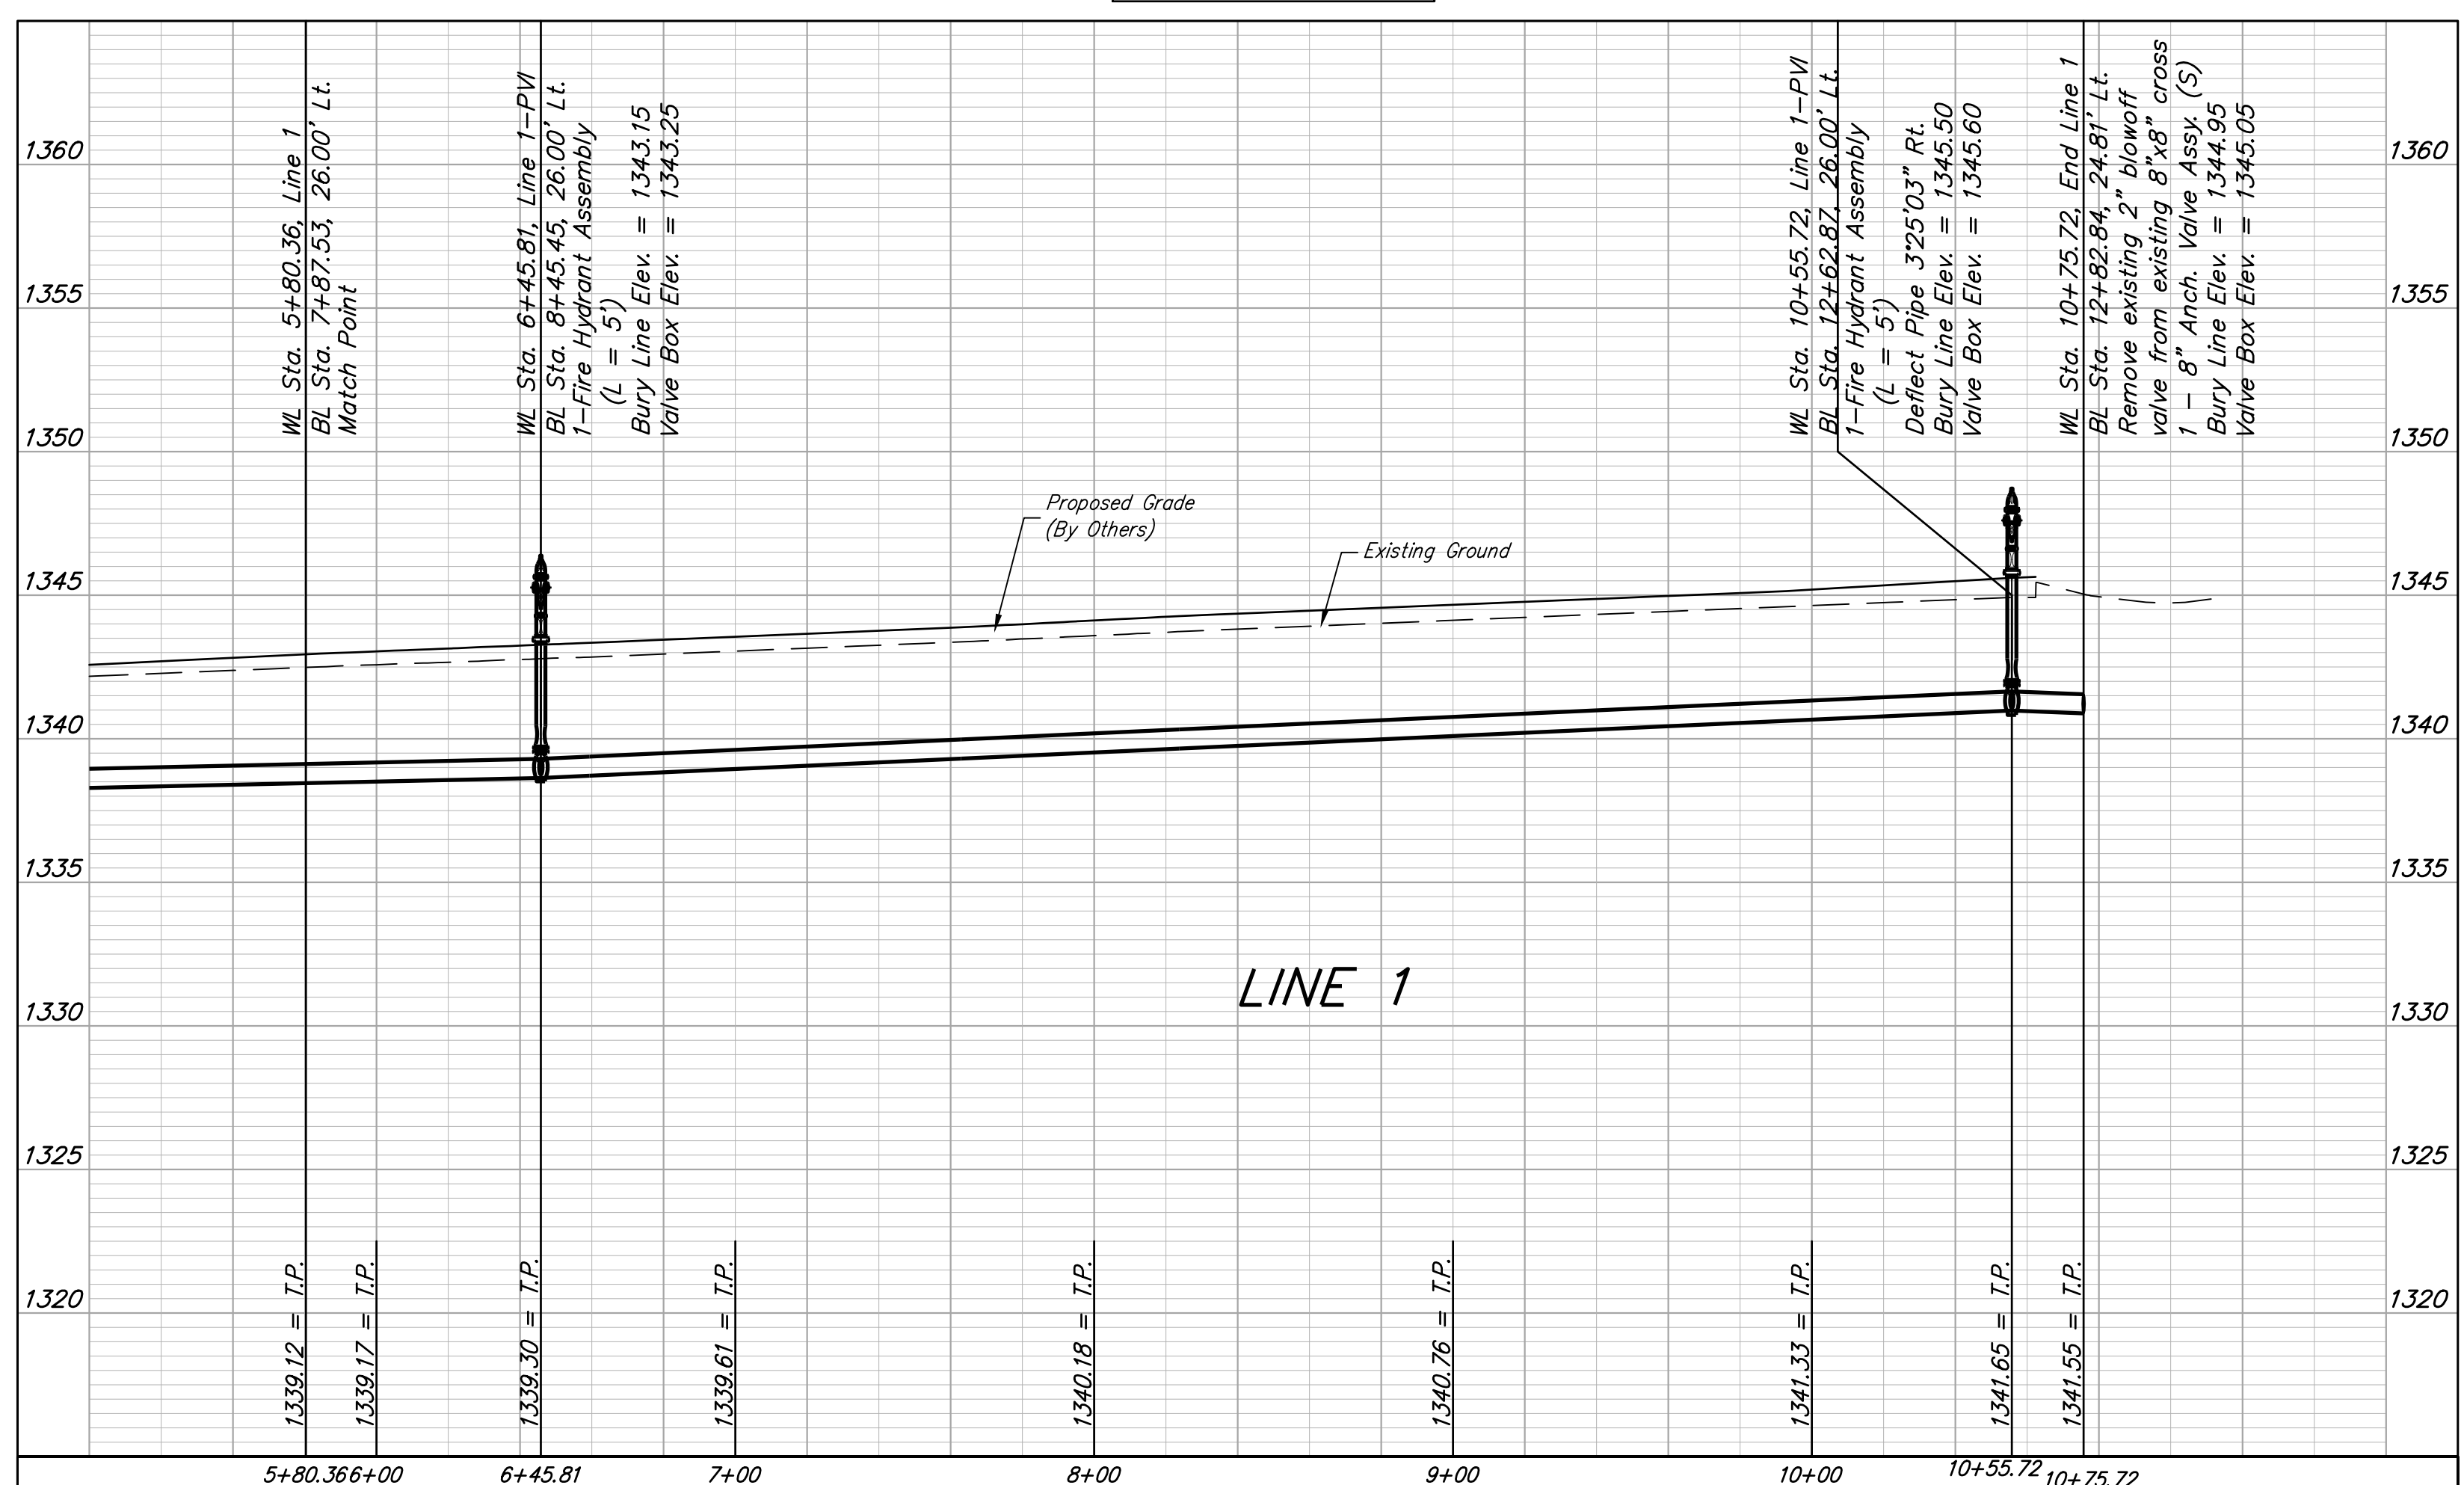 WL Sta. 5+80.36, Line 1
BL Sta. 7+87.53, 26.00' Lt.
Match Point
WL Sta. 6+45.81, Line 1-PVI
BL Sta. 8+45.45, 26.00' Lt.
1-Fire Hydrant Assembly
(L = 5')
Bury Line Elev. = 1343.15
Valve Box Elev. = 1343.25
WL Sta. 10+55.72, Line 1-PVI
BL Sta. 12+62.87, 26.00' Lt.
1-Fire Hydrant Assembly
(L = 5')
Deflect Pipe 3°25'03" Rt.
Bury Line Elev. = 1345.50
Valve Box Elev. = 1345.60
WL Sta. 10+75.72, End Line 1
BL Sta. 12+82.84, 24.81' Lt.
Remove existing 2" blowoff
valve from existing 8"x8" cross
1 - 8" Anch. Valve Assy. (S)
Bury Line Elev. = 1344.95
Valve Box Elev. = 1345.05
1360 1360
1355 1355
1350 1350
Proposed Grade
(By Others)
Existing Ground
1345 1345
1340 1340
1335 1335
LINE 1
1330 1330
1325 1325
1320 1320
1339.12 = T.P.
1339.17 = T.P.
1339.30 = T.P.
1339.61 = T.P.
1340.18 = T.P.
1340.76 = T.P.
1341.33 = T.P.
1341.65 = T.P.
1341.55 = T.P.
5+80.36 6+00 6+45.81 7+00 8+00 9+00 10+00 10+55.72 10+75.72